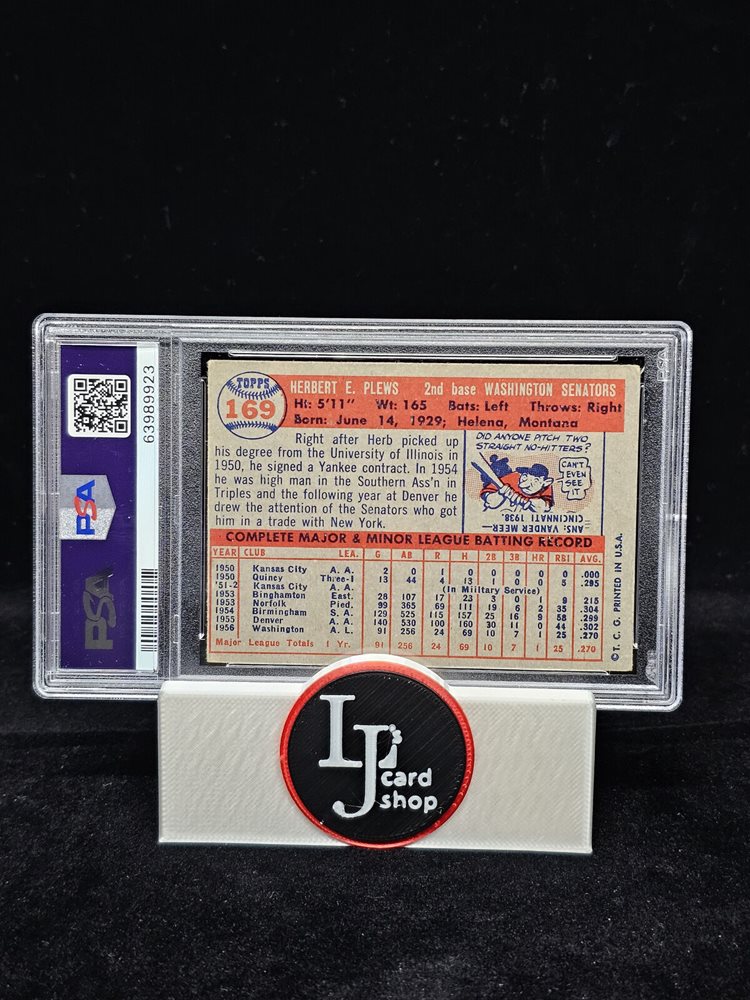 63989923
PSA
PSA
TOPPS
169
HERBERT E. PLEWS 2nd base WASHINGTON SENATORS
Ht: 5'11" Wt: 165 Bats: Left Throws: Right
Born: June 14, 1929; Helena, Montana
Right after Herb picked up
his degree from the University of Illinois in
1950, he signed a Yankee contract. In 1954
he was high man in the Southern Ass'n in
Triples and the following year at Denver he
drew the attention of the Senators who got
him in a trade with New York.
DID ANYONE PITCH TWO
STRAIGHT NO-HITTERS?
CAN'T
EVEN
SEE
IT
ANS: VANDER MEER—
CINCINNATI 1938.
COMPLETE MAJOR & MINOR LEAGUE BATTING RECORD
YEAR CLUB LEA. G AB R H 2B 3B HR RBI AVG.
1950 Kansas City A. A. 2 0 1 0 0 0 0 0 .000
1950 Quincy Three-I 13 44 4 13 1 0 0 5 .295
'51-2 Kansas City A. A. (In Military Service)
1953 Binghamton East. 28 107 17 23 3 0 1 9 215
1953 Norfolk Pied. 99 365 69 111 19 6 2 35 .304
1954 Birmingham S. A. 129 525 115 157 25 16 9 58 .299
1955 Denver A. A. 140 530 100 160 30 11 0 44 .302
1956 Washington A. L. 91 256 24 69 10 7 1 25 .270
Major League Totals 1 Yr. 91 256 24 69 10 7 1 25 .270
© T. C. G. PRINTED IN U.S.A.
LJ's
card
shop